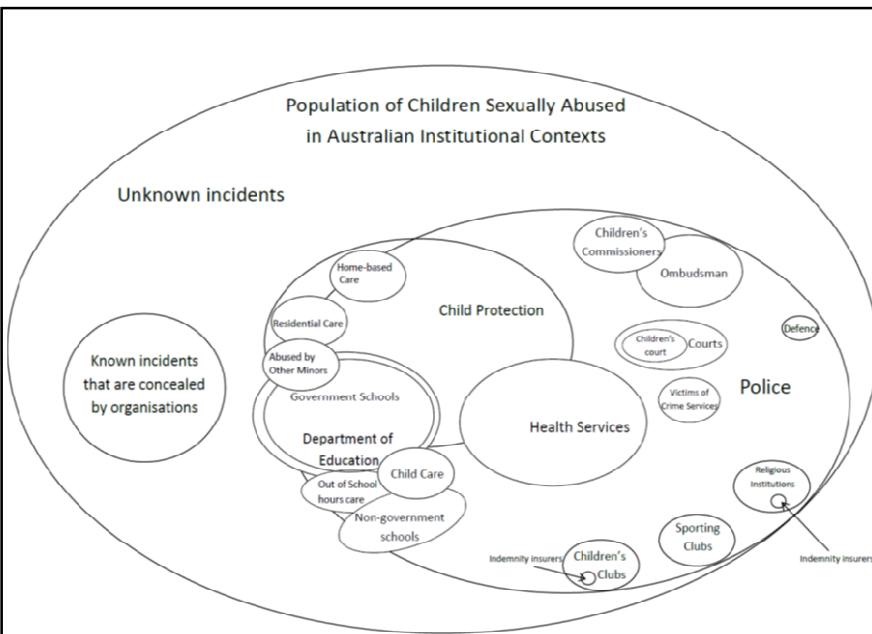 Population of Children Sexually Abused
in Australian Institutional Contexts
Unknown incidents
Children's
Commissioners
Ombudsman
Home-based
Care
Child Protection
Residential Care
Defence
Children's
court
Courts
Known incidents
that are concealed
by organisations
Abused by
Other Minors
Government Schools
Police
Victims of
Crime Services
Health Services
Department of
Education
Child Care
Out of School
hours care
Non-government
schools
Religious
Institutions
Sporting
Clubs
Indemnity insurers
Children's
Clubs
Indemnity insurers